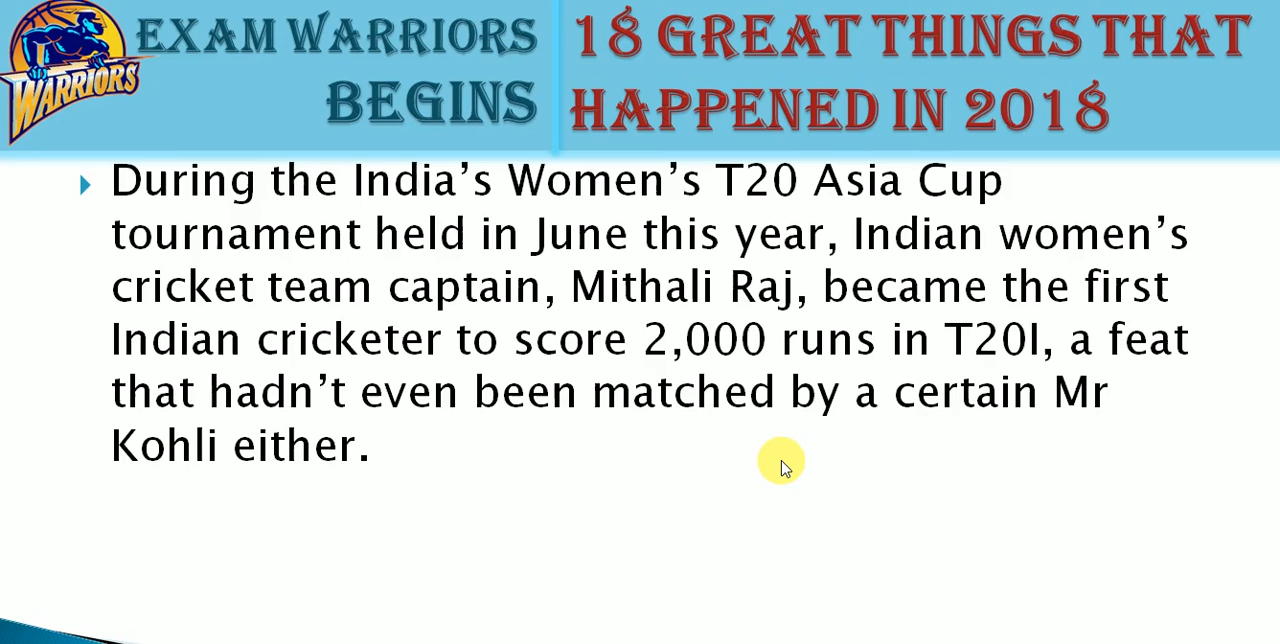 WARRIORS
EXAM WARRIORS
BEGINS
18 GREAT THINGS THAT
HAPPENED IN 2018
During the India’s Women’s T20 Asia Cup
tournament held in June this year, Indian women’s
cricket team captain, Mithali Raj, became the first
Indian cricketer to score 2,000 runs in T20I, a feat
that hadn’t even been matched by a certain Mr
Kohli either.